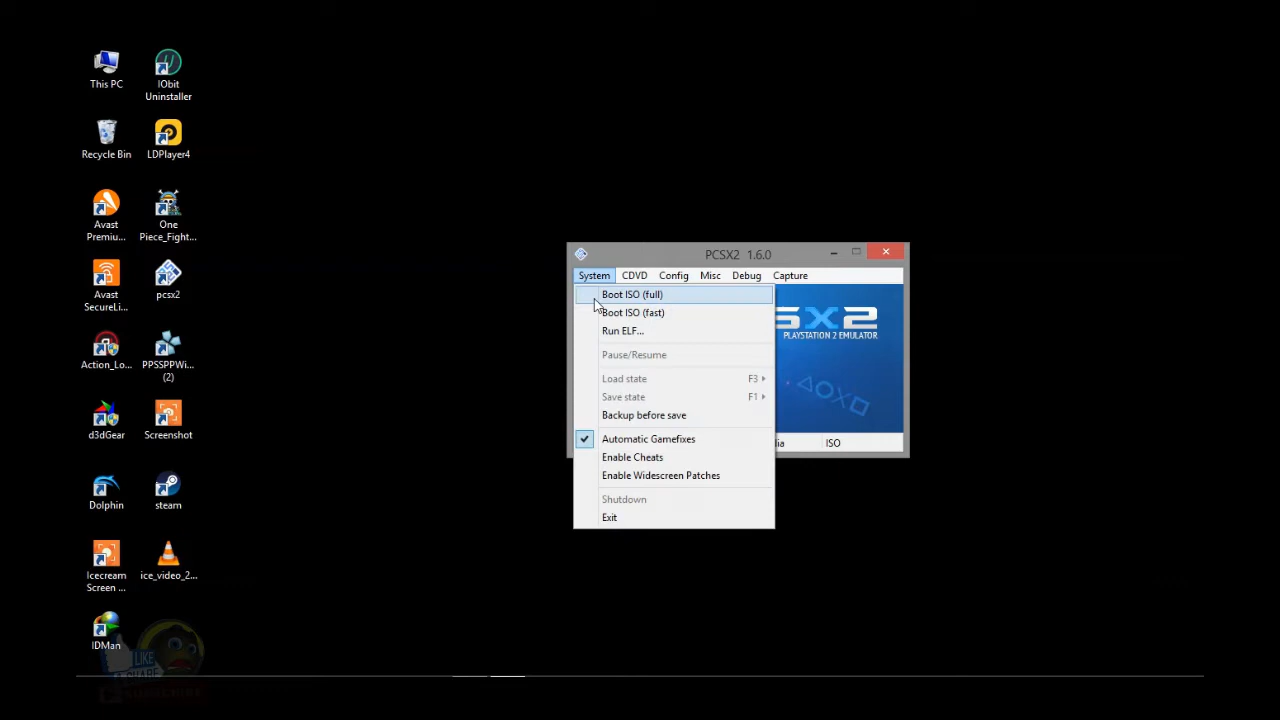 This PC
IObit
Uninstaller
Recycle Bin
LDPlayer4
Avast
Premiu...
One
Piece_Fight...
Avast
SecureLi...
pcsx2
Action_Lo...
PPSSPPWi...
(2)
d3dGear
Screenshot
Dolphin
steam
Icecream
Screen ...
ice_video_2...
IDMan
LIKE
SHARE
SUBSCRIBE
PCSX2 1.6.0
System
CDVD
Config
Misc
Debug
Capture
Boot ISO (full)
Boot ISO (fast)
Run ELF...
Pause/Resume
Load state F3
Save state F1
Backup before save
Automatic Gamefixes
Enable Cheats
Enable Widescreen Patches
Shutdown
Exit
SX2
PLAYSTATION 2 EMULATOR
ISO